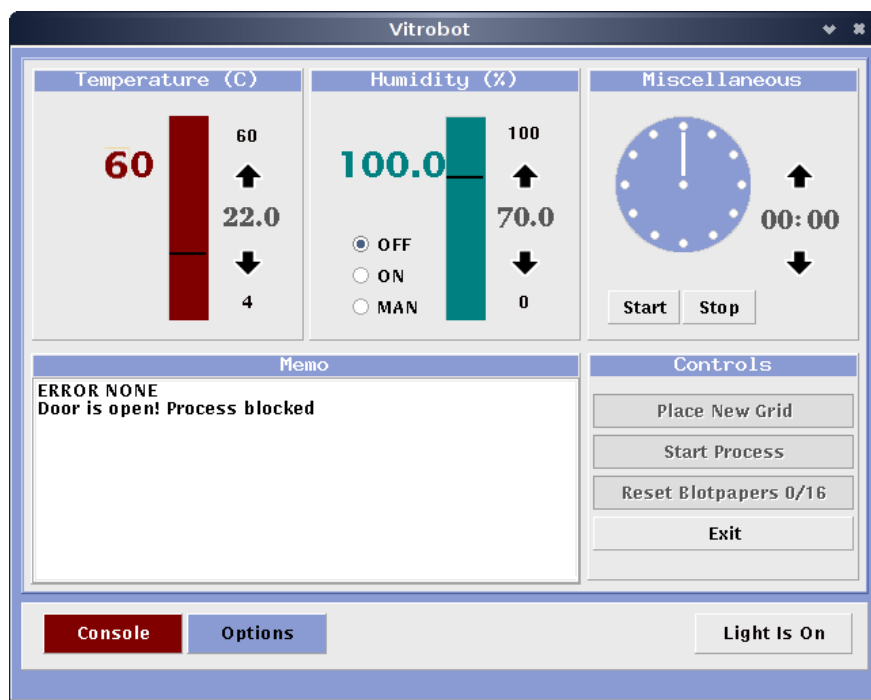 Vitrobot
Temperature (C)
60
60
22.0
4
Humidity (%)
100.0
100
70.0
0
OFF
ON
MAN
Miscellaneous
00:00
Start Stop
Memo
ERROR NONE
Door is open! Process blocked
Controls
Place New Grid
Start Process
Reset Blotpapers 0/16
Exit
Console Options Light Is On